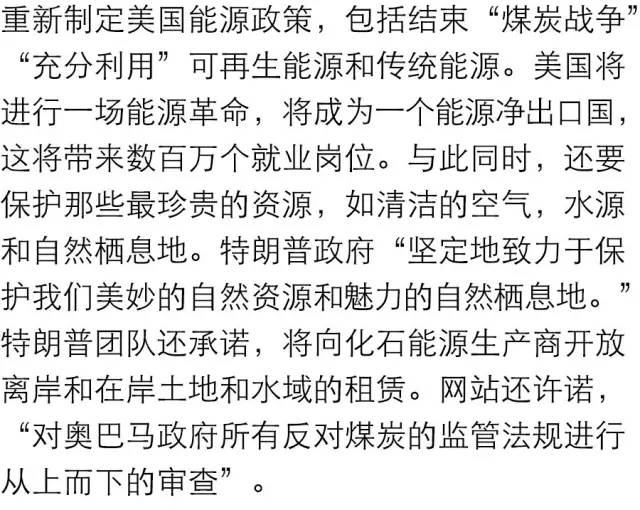 重新制定美国能源政策，包括结束“煤炭战争”
“充分利用”可再生能源和传统能源。美国将
进行一场能源革命，将成为一个能源净出口国，
这将带来数百万个就业岗位。与此同时，还要
保护那些最珍贵的资源，如清洁的空气，水源
和自然栖息地。特朗普政府“坚定地致力于保
护我们美妙的自然资源和魅力的自然栖息地。”
特朗普团队还承诺，将向化石能源生产商开放
离岸和在岸土地和水域的租赁。网站还许诺，
“对奥巴马政府所有反对煤炭的监管法规进行
从上而下的审查”。